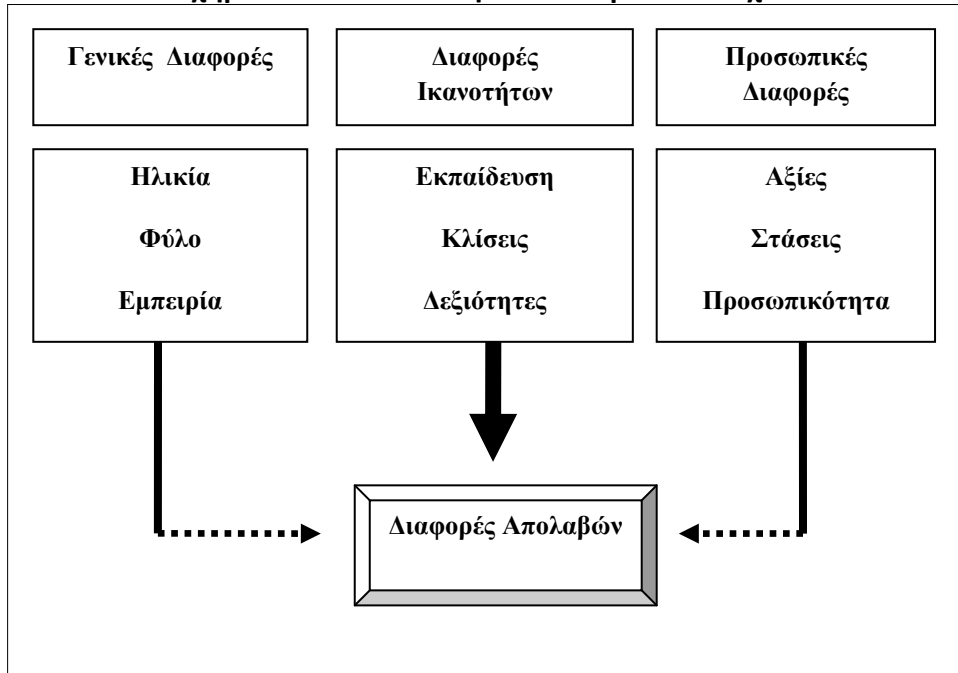 Γενικές Διαφορές
Διαφορές
Ικανοτήτων
Προσωπικές
Διαφορές
Ηλικία
Φύλο
Εμπειρία
Εκπαίδευση
Κλίσεις
Δεξιότητες
Αξίες
Στάσεις
Προσωπικότητα
Διαφορές Απολαβών